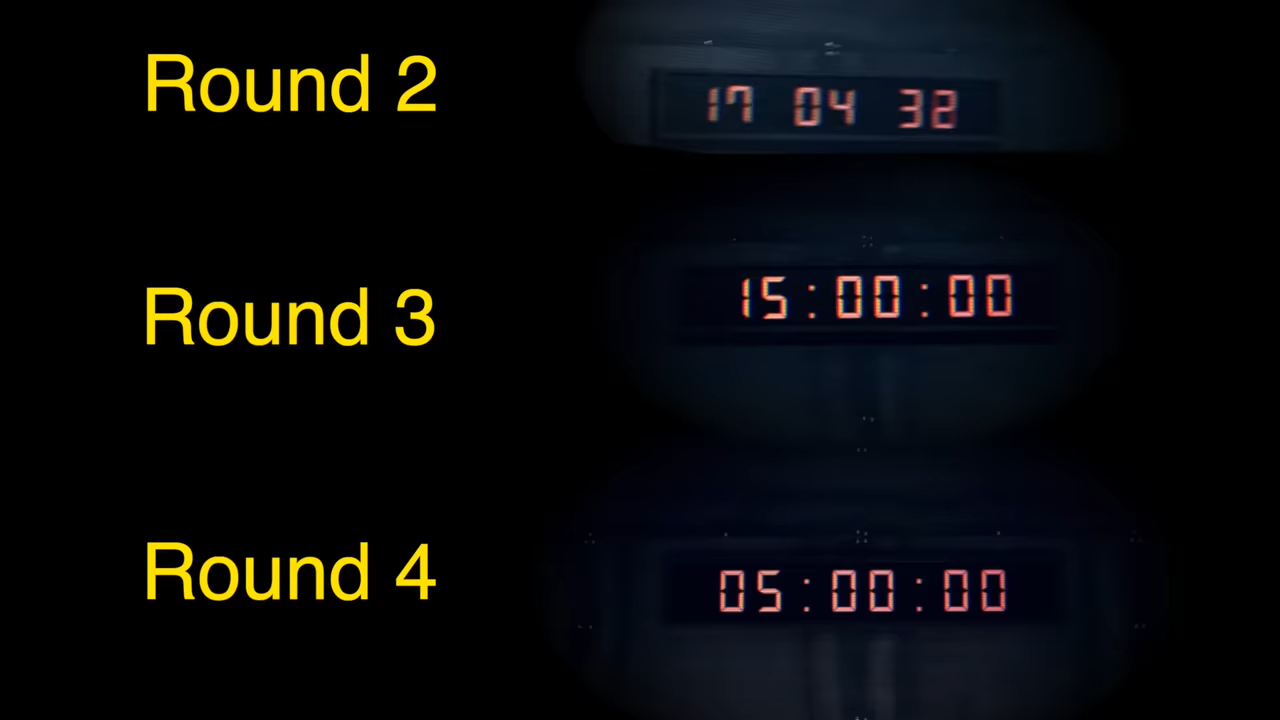 Round 2
17 04 32
Round 3
15:00:00
Round 4
05:00:00